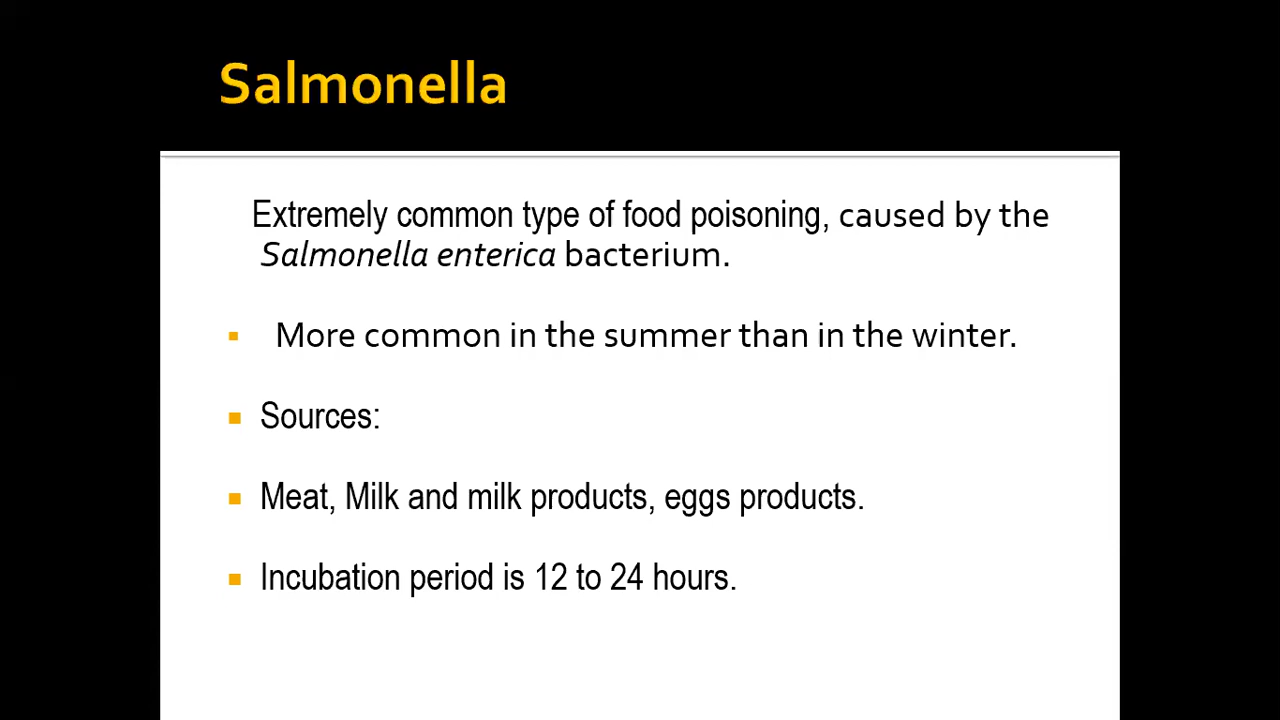 Salmonella
Extremely common type of food poisoning, caused by the
Salmonella enterica bacterium.
More common in the summer than in the winter.
Sources:
Meat, Milk and milk products, eggs products.
Incubation period is 12 to 24 hours.